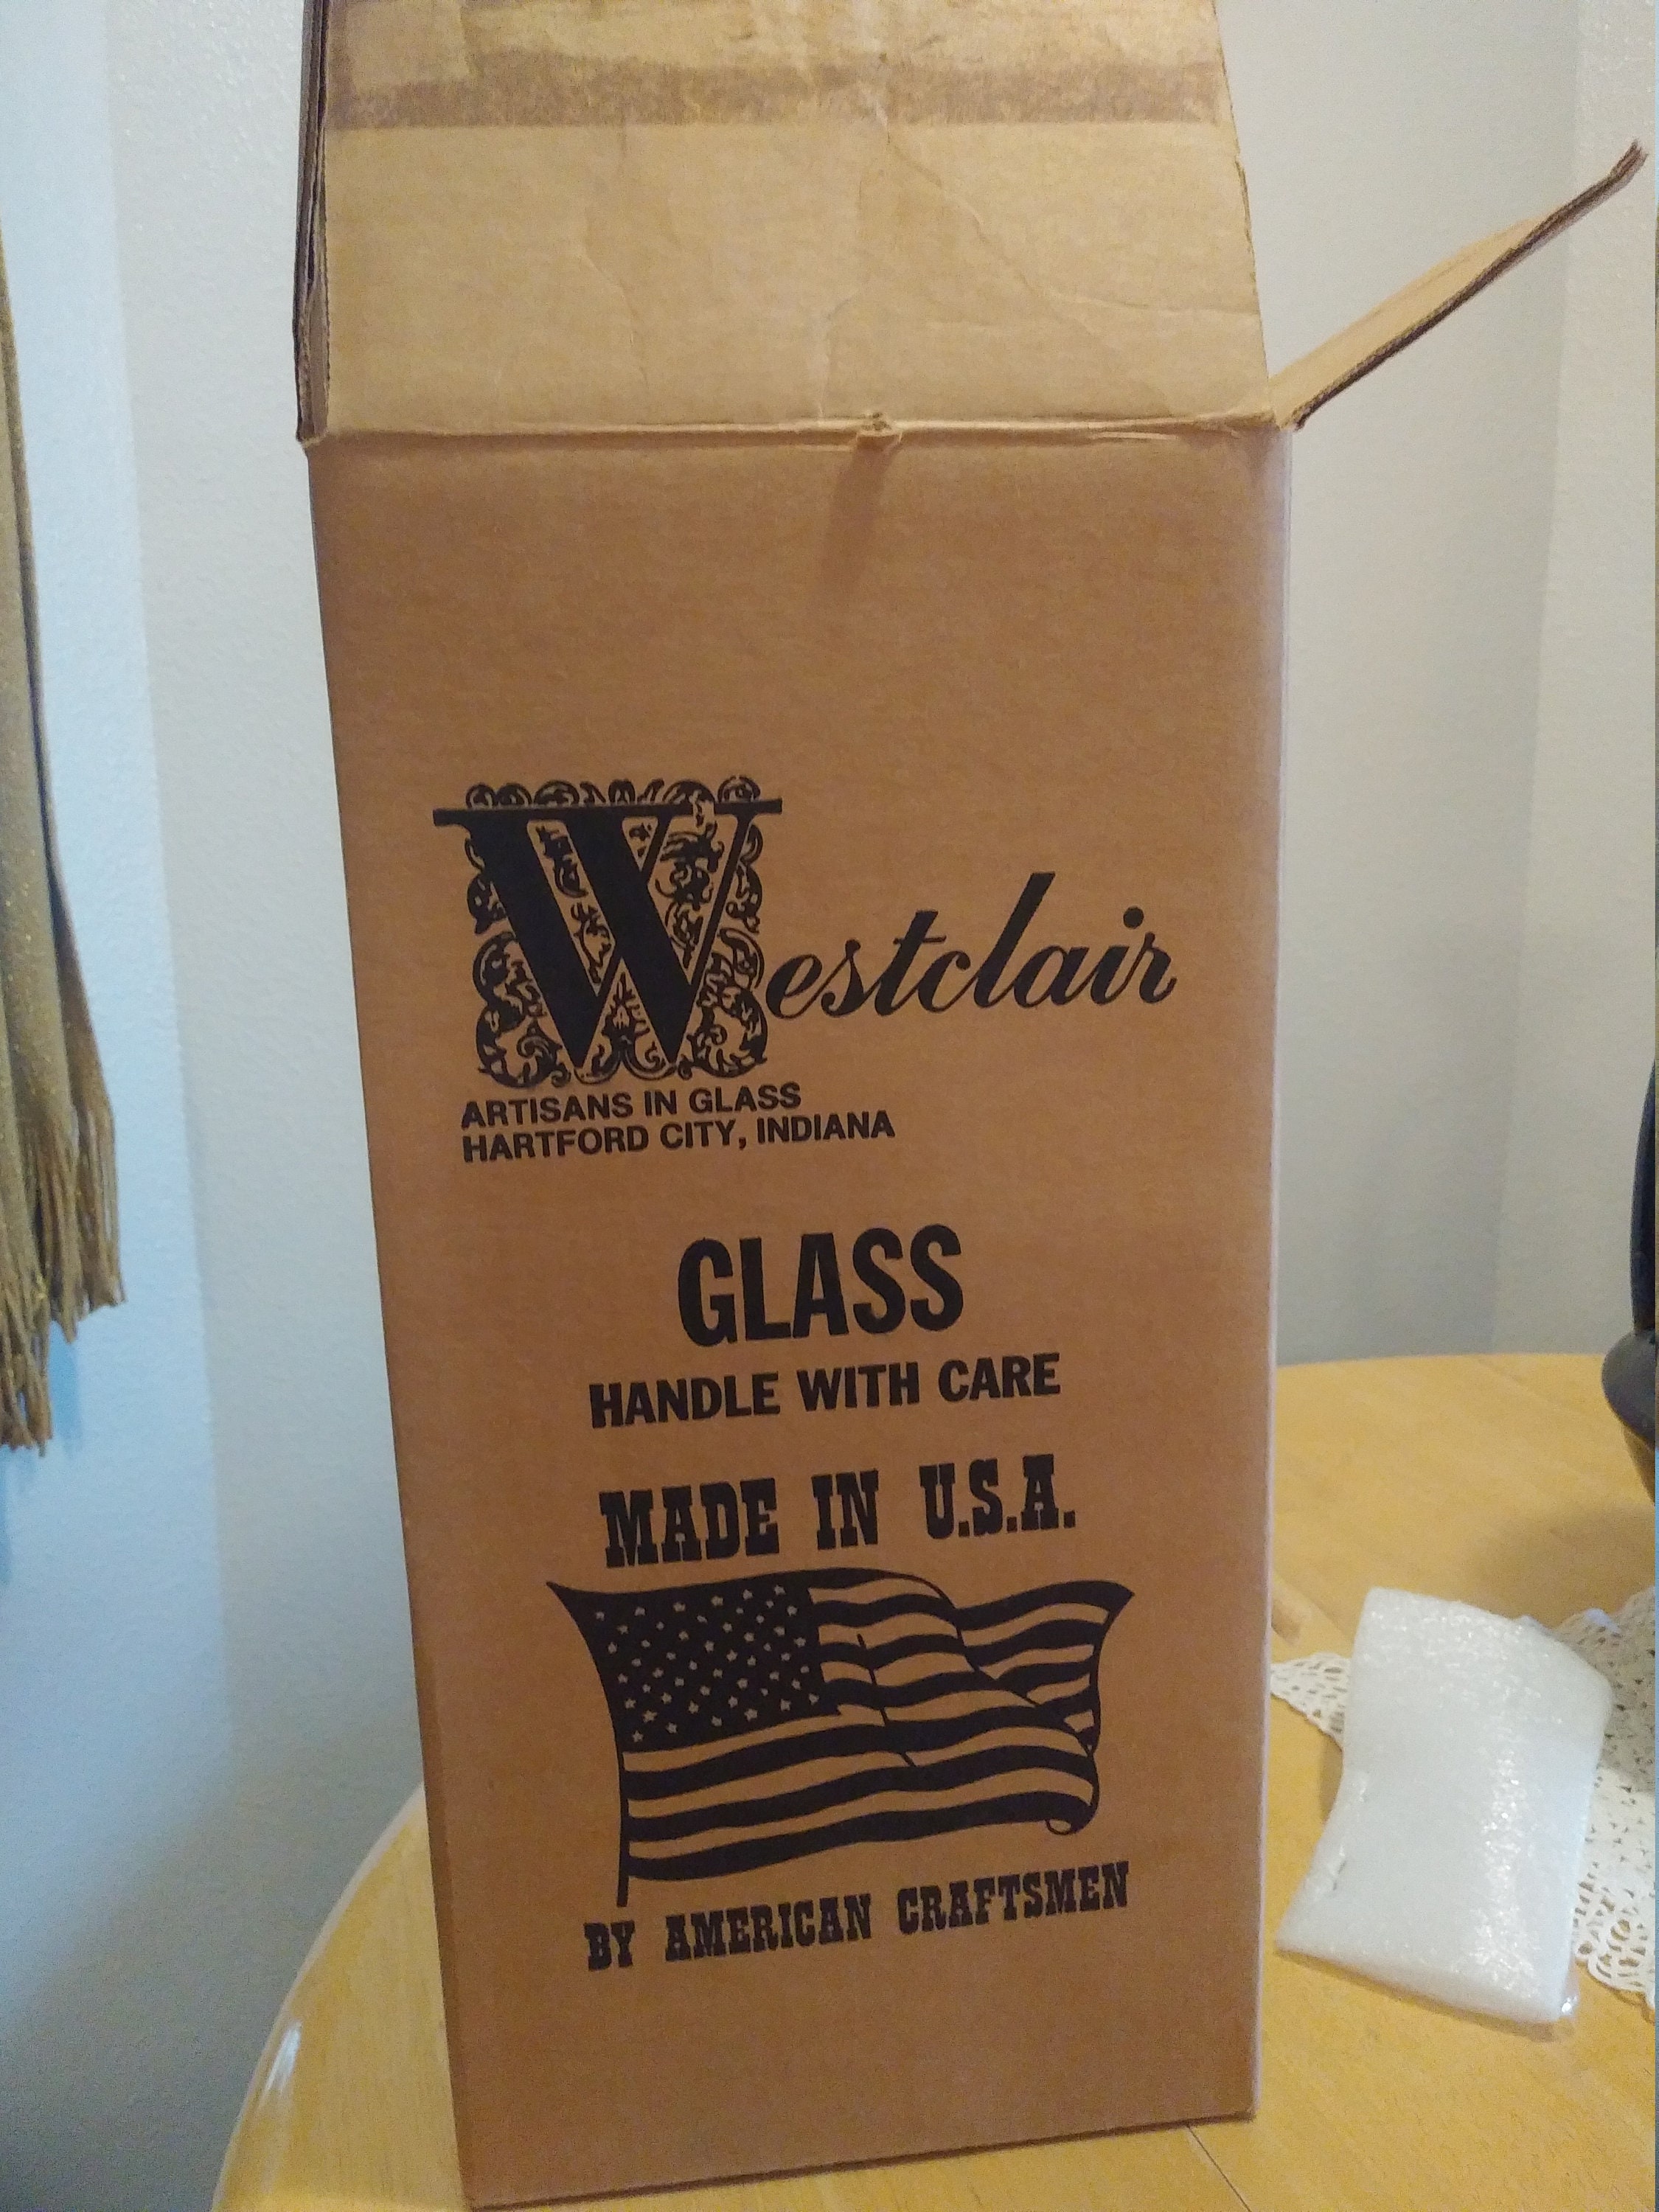 Westclair
ARTISANS IN GLASS
HARTFORD CITY, INDIANA
GLASS
HANDLE WITH CARE
MADE IN U.S.A.
BY AMERICAN CRAFTSMEN